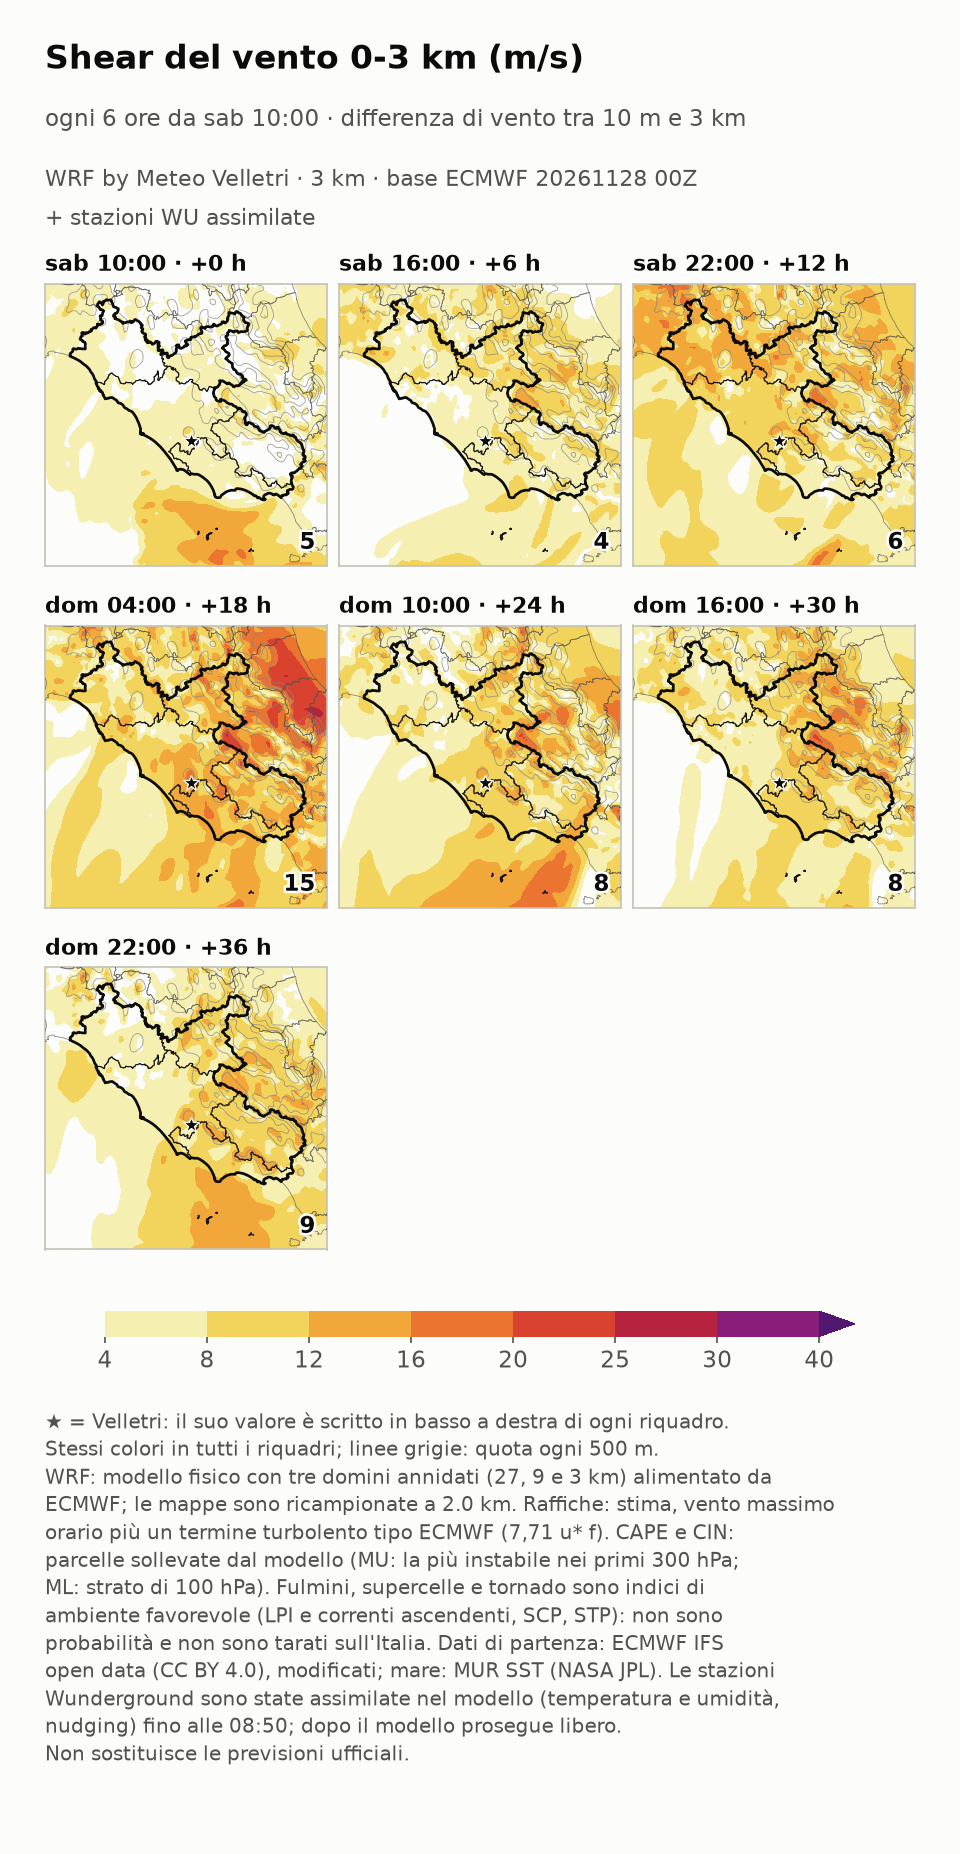 Shear del vento 0-3 km (m/s)
ogni 6 ore da sab 10:00 · differenza di vento tra 10 m e 3 km
WRF by Meteo Velletri · 3 km · base ECMWF 20261128 00Z
+ stazioni WU assimilate
sab 10:00 · +0 h
sab 16:00 · +6 h
sab 22:00 · +12 h
5
4
6
dom 04:00 · +18 h
dom 10:00 · +24 h
dom 16:00 · +30 h
15
8
8
dom 22:00 · +36 h
9
4 8 12 16 20 25 30 40
★ = Velletri: il suo valore è scritto in basso a destra di ogni riquadro.
Stessi colori in tutti i riquadri; linee grigie: quota ogni 500 m.
WRF: modello fisico con tre domini annidati (27, 9 e 3 km) alimentato da
ECMWF; le mappe sono ricampionate a 2.0 km. Raffiche: stima, vento massimo
orario più un termine turbolento tipo ECMWF (7,71 u* f). CAPE e CIN:
parcelle sollevate dal modello (MU: la più instabile nei primi 300 hPa;
ML: strato di 100 hPa). Fulmini, supercelle e tornado sono indici di
ambiente favorevole (LPI e correnti ascendenti, SCP, STP): non sono
probabilità e non sono tarati sull'Italia. Dati di partenza: ECMWF IFS
open data (CC BY 4.0), modificati; mare: MUR SST (NASA JPL). Le stazioni
Wunderground sono state assimilate nel modello (temperatura e umidità,
nudging) fino alle 08:50; dopo il modello prosegue libero.
Non sostituisce le previsioni ufficiali.